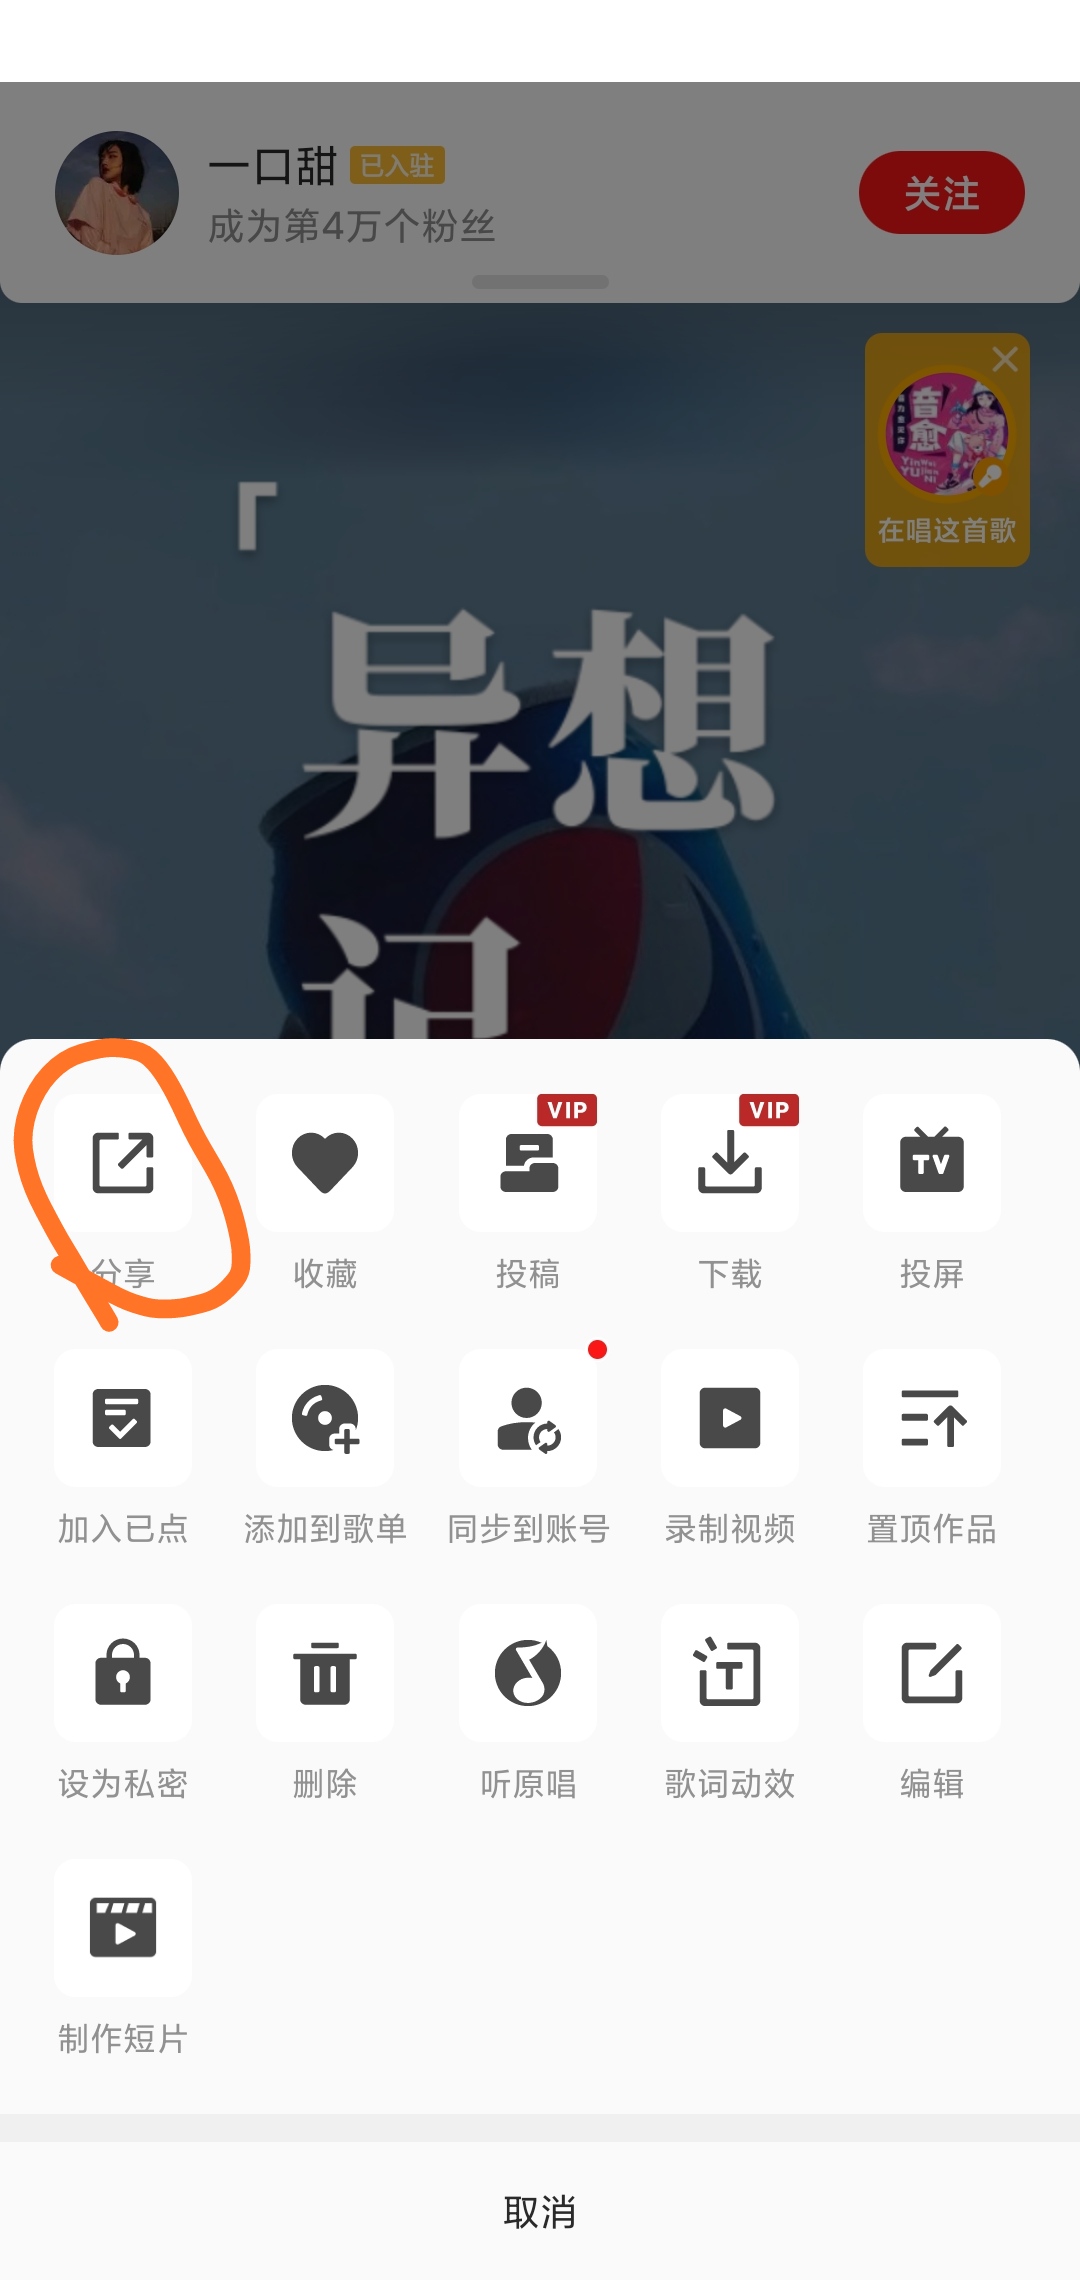 一口甜 已入驻
成为第4万个粉丝
关注
音愈
YinWei
YUjianNI
在唱这首歌
「
异想
记
VIP
VIP
TV
分享
收藏
投稿
下载
投屏
加入已点
添加到歌单
同步到账号
录制视频
置顶作品
T
设为私密
删除
听原唱
歌词动效
编辑
制作短片
取消